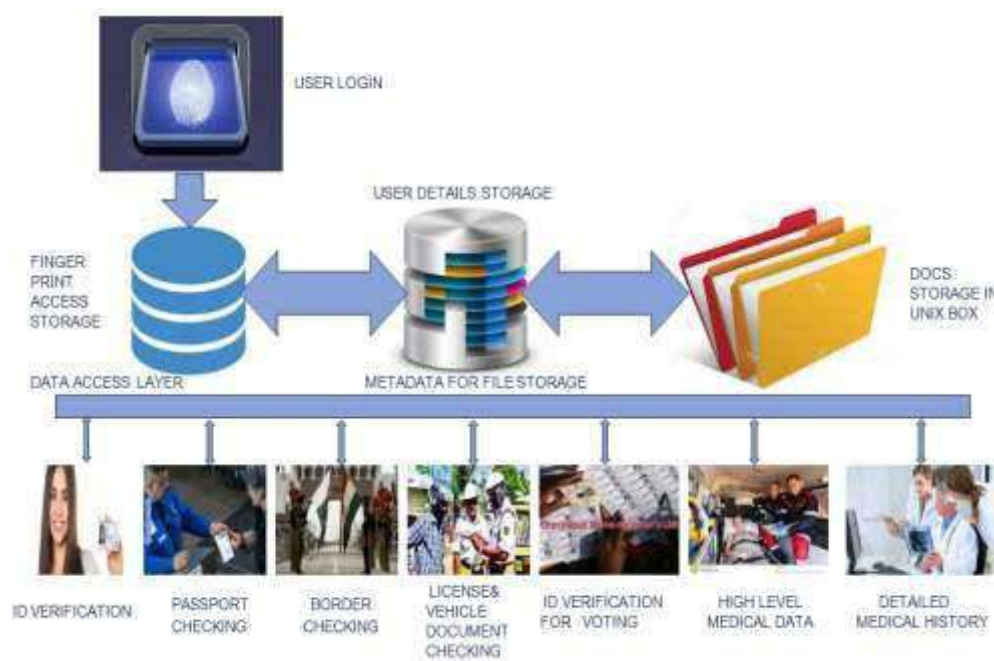 USER LOGIN
USER DETAILS STORAGE
FINGER
PRINT
ACCESS
STORAGE
DOCS
STORAGE IN
UNIX BOX
DATA ACCESS LAYER
METADATA FOR FILE STORAGE
ID VERIFICATION
PASSPORT
CHECKING
BORDER
CHECKING
LICENSE&
VEHICLE
DOCUMENT
CHECKING
ID VERIFICATION
FOR VOTING
HIGH LEVEL
MEDICAL DATA
DETAILED
MEDICAL HISTORY